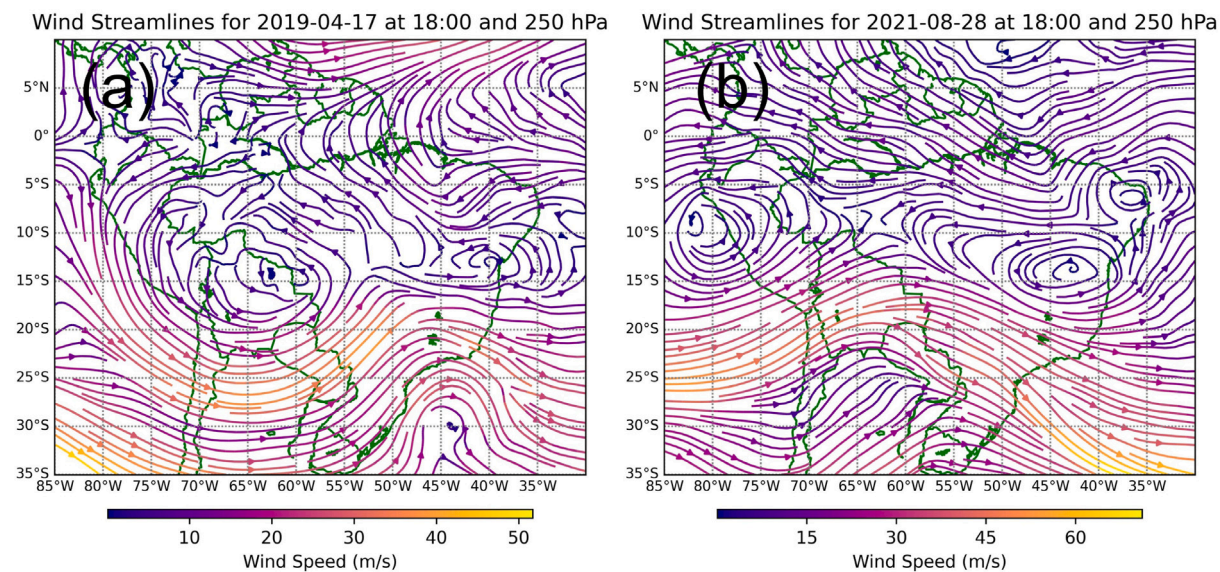 Wind Streamlines for 2019-04-17 at 18:00 and 250 hPa
(a)
5°N
0°
5°S
10°S
15°S
20°S
25°S
30°S
35°S
85°W 80°W 75°W 70°W 65°W 60°W 55°W 50°W 45°W 40°W 35°W
10 20 30 40 50
Wind Speed (m/s)
Wind Streamlines for 2021-08-28 at 18:00 and 250 hPa
(b)
5°N
0°
5°S
10°S
15°S
20°S
25°S
30°S
35°S
85°W 80°W 75°W 70°W 65°W 60°W 55°W 50°W 45°W 40°W 35°W
15 30 45 60
Wind Speed (m/s)